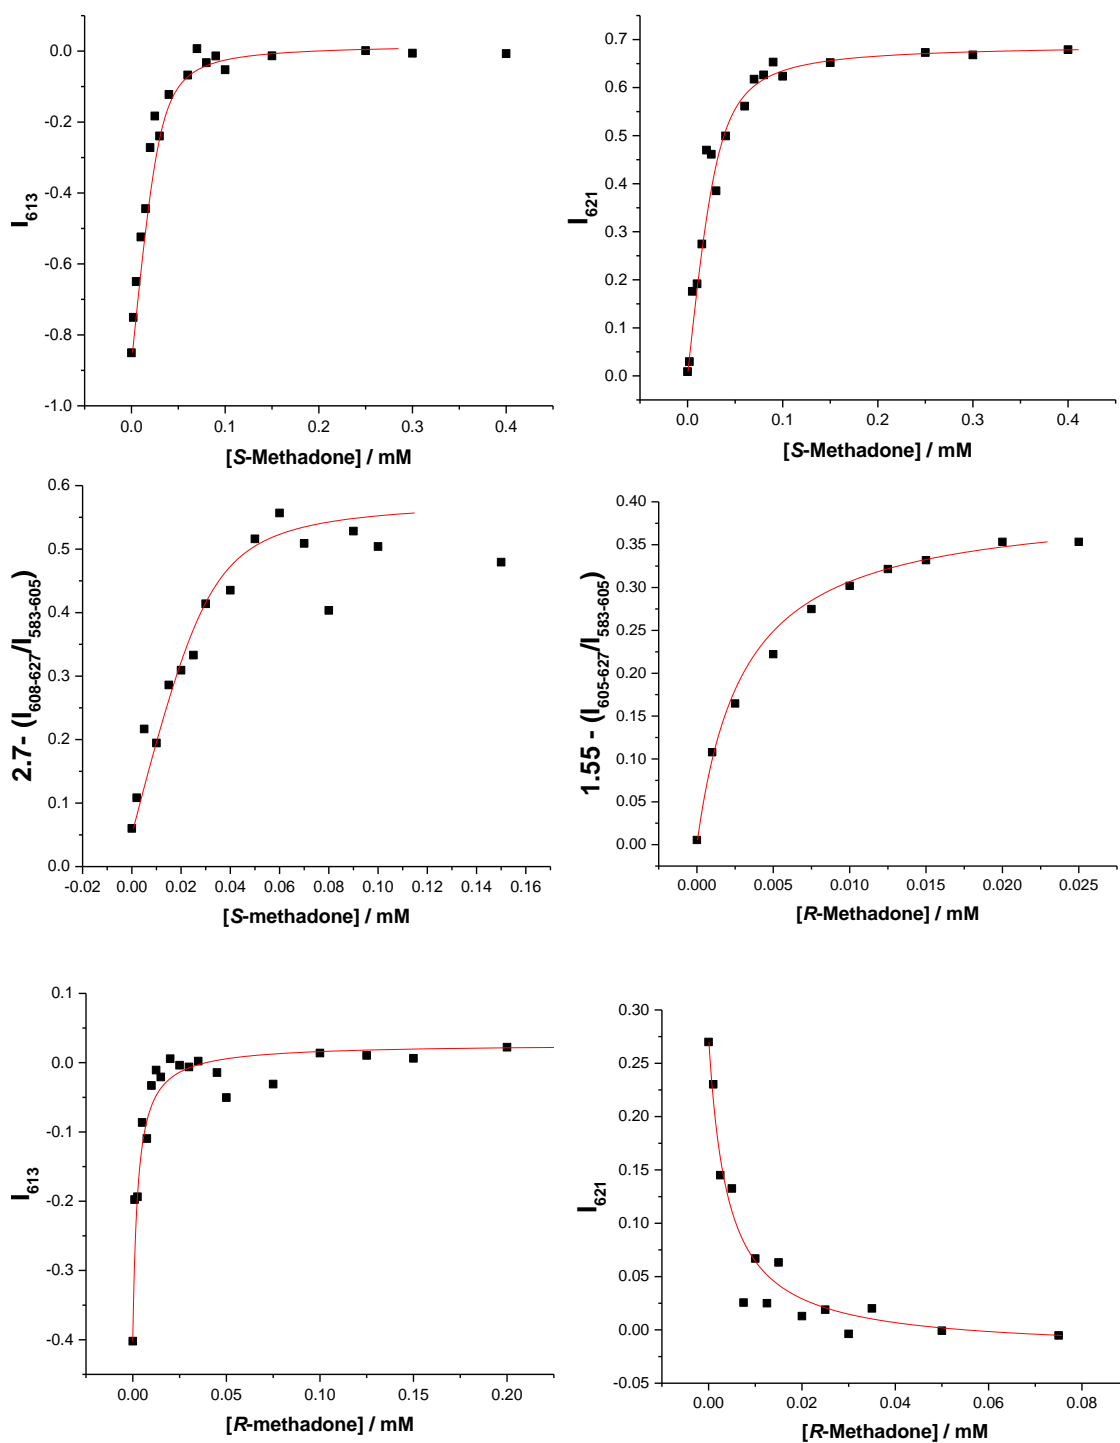 0.0
-0.2
-0.4
-0.6
-0.8
-1.0
I613
0.0 0.1 0.2 0.3 0.4
[S-Methadone] / mM
0.7
0.6
0.5
0.4
0.3
0.2
0.1
0.0
I621
0.0 0.1 0.2 0.3 0.4
[S-Methadone] / mM
0.6
0.5
0.4
0.3
0.2
0.1
0.0
2.7- (I608-627/I583-605)
-0.02 0.00 0.02 0.04 0.06 0.08 0.10 0.12 0.14 0.16
[S-methadone] / mM
0.40
0.35
0.30
0.25
0.20
0.15
0.10
0.05
0.00
1.55 - (I605-627/I583-605)
0.000 0.005 0.010 0.015 0.020 0.025
[R-Methadone] / mM
0.1
0.0
-0.1
-0.2
-0.3
-0.4
I613
0.00 0.05 0.10 0.15 0.20
[R-methadone] / mM
0.30
0.25
0.20
0.15
0.10
0.05
0.00
-0.05
I621
0.00 0.02 0.04 0.06 0.08
[R-Methadone] / mM